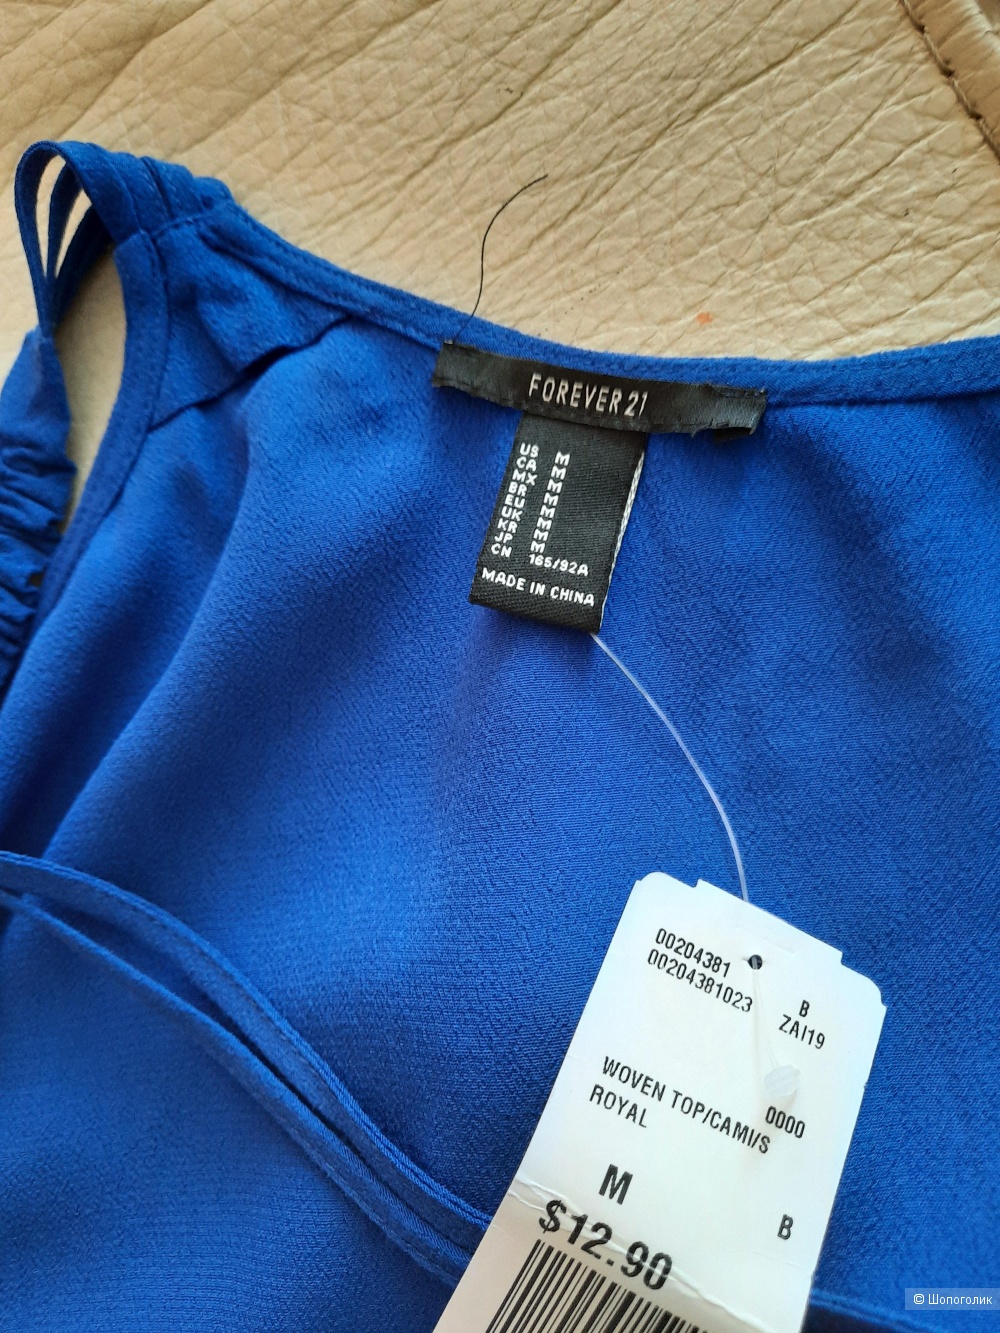 FOREVER 21
US M
CA M
MX M
BR M
EU M
UK M
KR M
JP M
CN 165/92A
MADE IN CHINA
00204381
00204381023
B
ZAI19
WOVEN TOP/CAMI/S
0000
ROYAL
M
B
$12.90
© Шопоголик